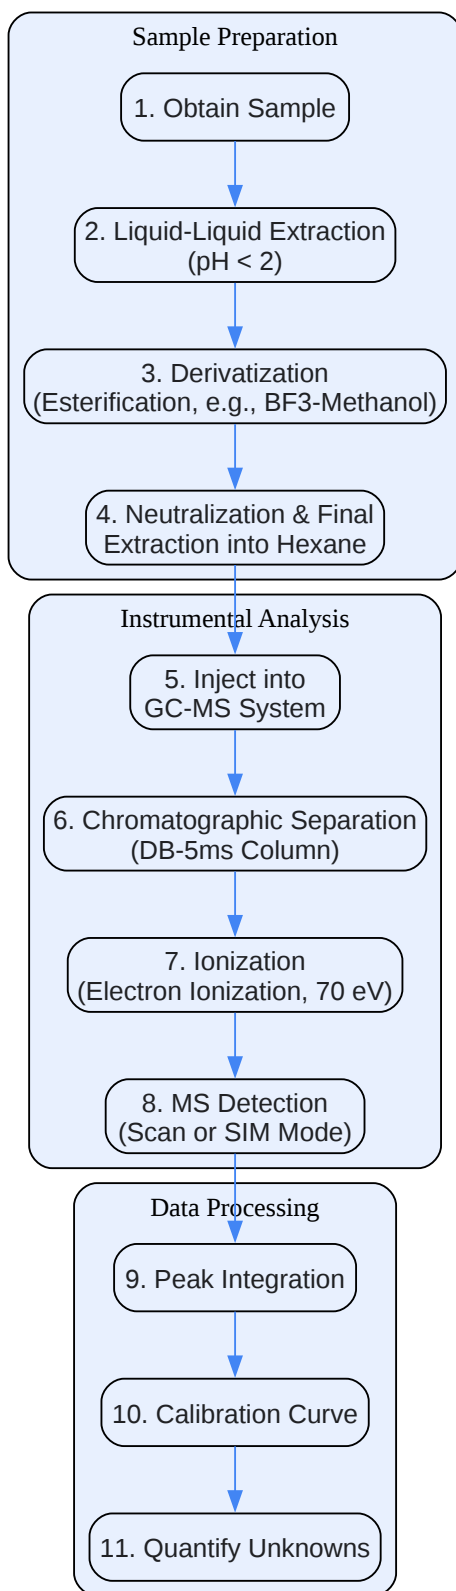 Sample Preparation
1. Obtain Sample
2. Liquid-Liquid Extraction
(pH < 2)
3. Derivatization
(Esterification, e.g., BF3-Methanol)
4. Neutralization & Final
Extraction into Hexane
Instrumental Analysis
5. Inject into
GC-MS System
6. Chromatographic Separation
(DB-5ms Column)
7. Ionization
(Electron Ionization, 70 eV)
8. MS Detection
(Scan or SIM Mode)
Data Processing
9. Peak Integration
10. Calibration Curve
11. Quantify Unknowns